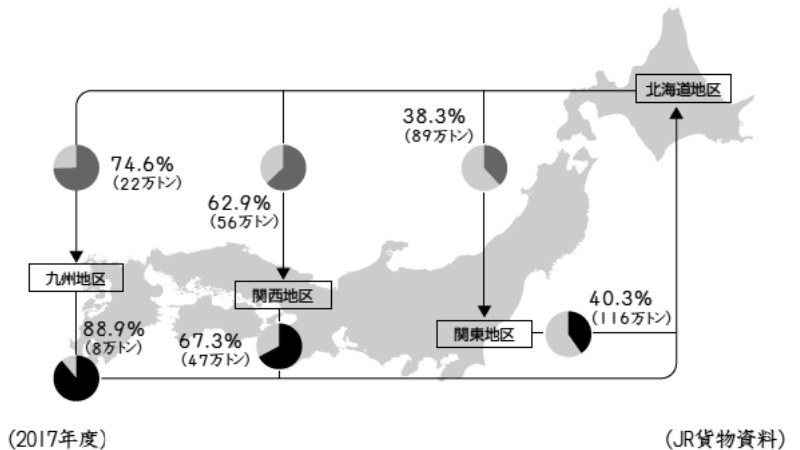 北海道地区
38.3%
(89万トン)
74.6%
(22万トン)
62.9%
(56万トン)
九州地区
関西地区
関東地区
40.3%
(116万トン)
88.9%
(8万トン)
67.3%
(47万トン)
(2017年度)
(JR貨物資料)